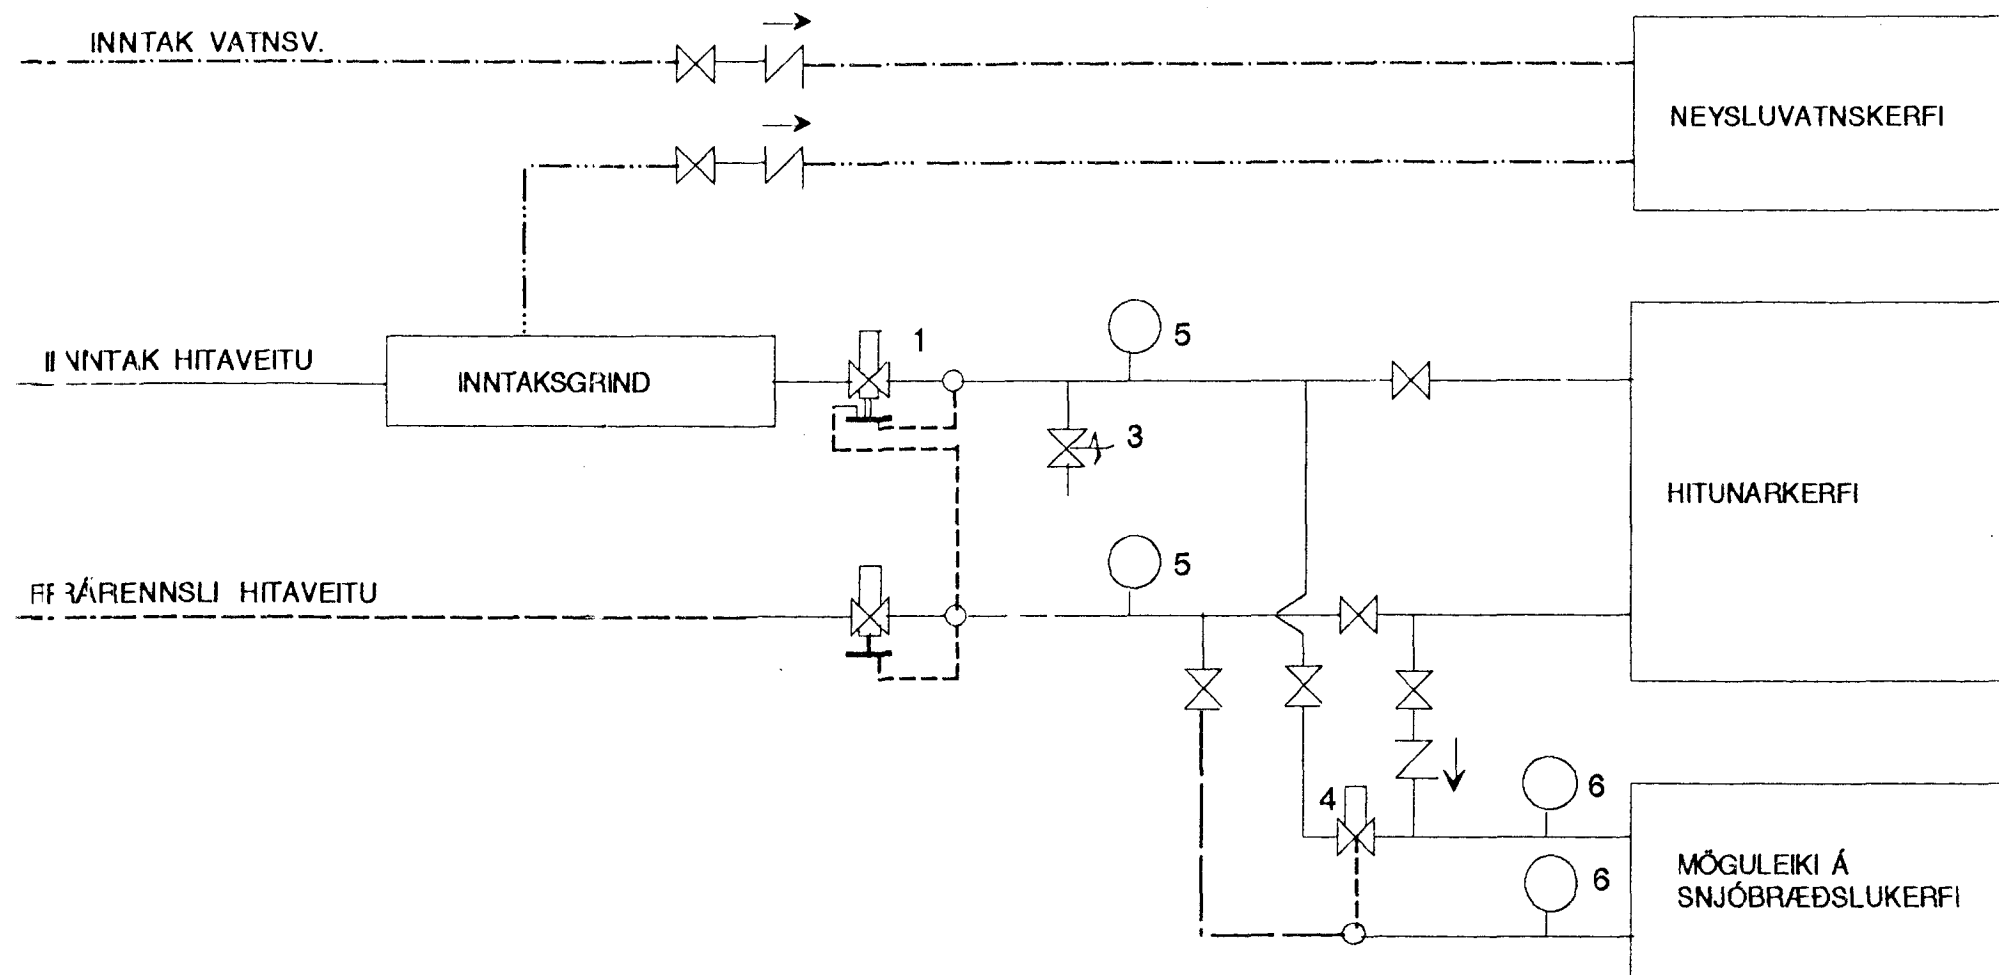 INNTAK VATNSV.
NEYSLUVATNSKERFI
1
5
INNTAK HITAVEITU
INNTAKSGRIND
3
HITUNARKERFI
5
FRÁRENNSLI HITAVEITU
6
4
MÖGULEIKI Á
SNJÓBRÆÐSLUKERFI
6